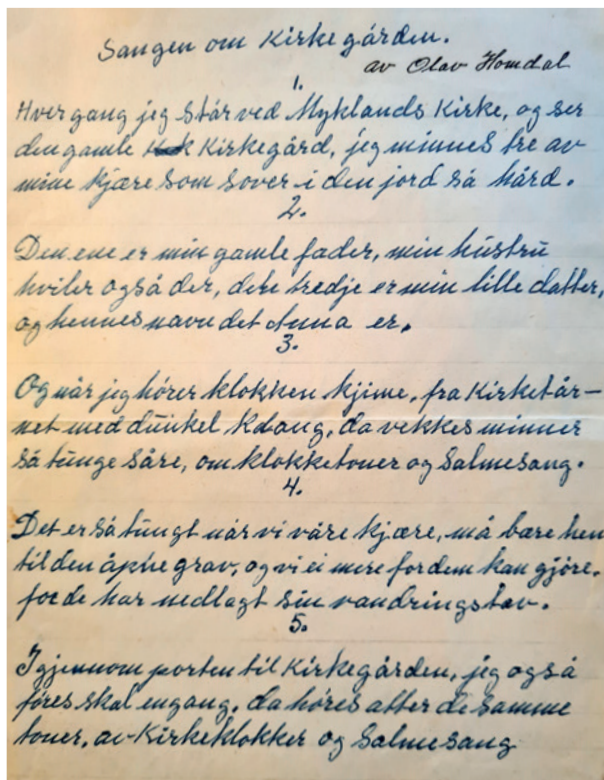 Sangen om Kirkegården.
av Olav Homdal
1.
Hver gang jeg står ved Myklands Kirke, og ser
den gamle Kirkegård, jeg minnes tre av
mine kjære som sover i den jord så hård.
2.
Den ene er min gamle fader, min hustru
hviler også der, den tredje er min lille datter,
og hennes navn det Anna er.
3.
Og når jeg hører klokken kjime, fra Kirketår-
net med dunkel klang, da vekkes minner
så tunge såre, om klokketoner og Salmesang.
4.
Det er så tungt når vi våre kjære, må bære hen
til den åpne grav, og vi ei mere for dem kan gjøre.
for de har nedlagt sin vandringstav.
5.
Igjennom porten til Kirkegården, jeg også
føres skal engang, da høres atter de samme
toner, av Kirkeklokker og Salmesang